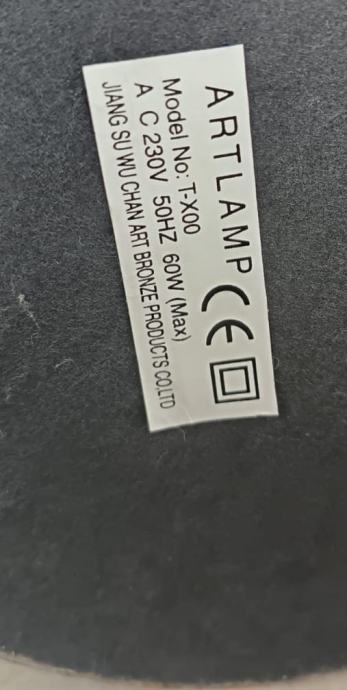 ARTLAMP CE
Model No: T-X00
A C 230V 50HZ 60W (Max)
JIANG SU WU CHAN ART BRONZE PRODUCTS CO.LTD